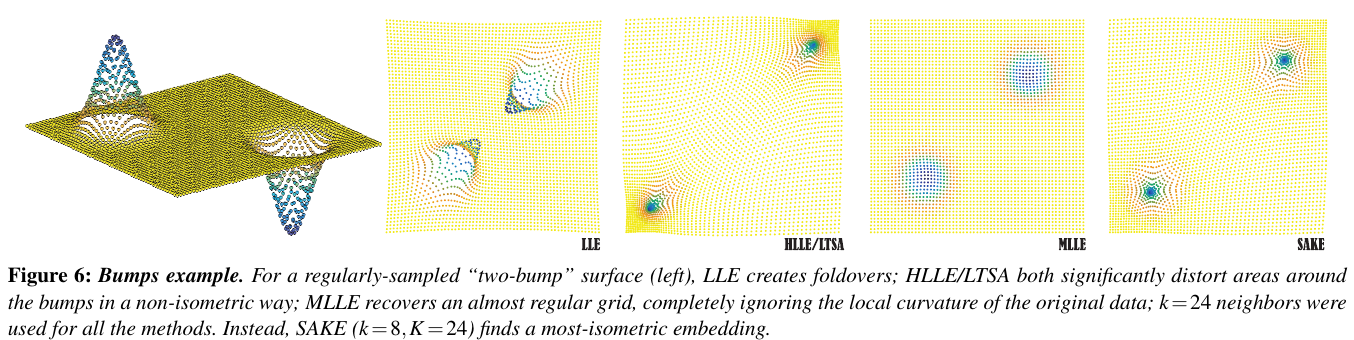 LLE
HLLE/LTSA
MLLE
SAKE
Figure 6: Bumps example. For a regularly-sampled “two-bump” surface (left), LLE creates foldovers; HLLE/LTSA both significantly distort areas around
the bumps in a non-isometric way; MLLE recovers an almost regular grid, completely ignoring the local curvature of the original data; k=24 neighbors were
used for all the methods. Instead, SAKE (k=8,K=24) finds a most-isometric embedding.